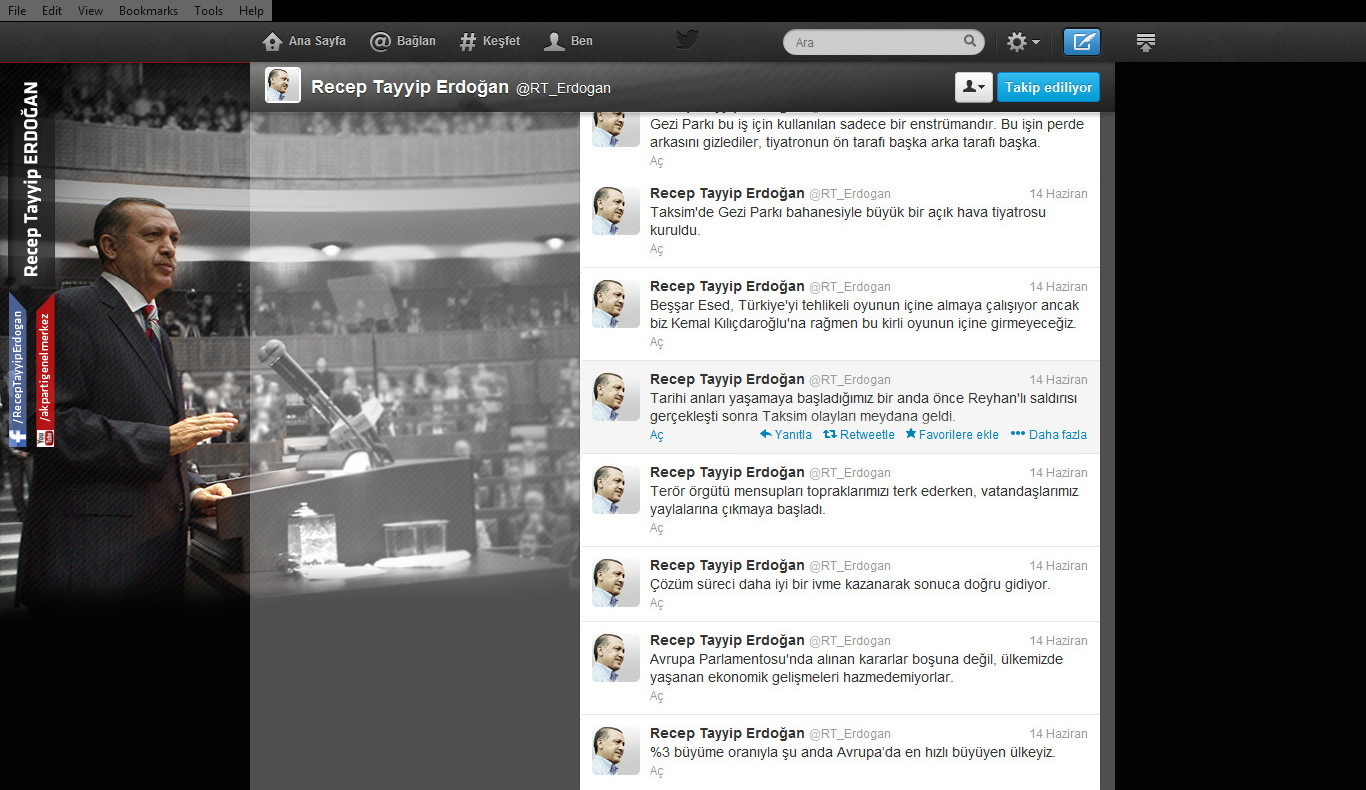 File Edit View Bookmarks Tools Help
Ana Sayfa @ Bağlan # Keşfet Ben Ara
Recep Tayyip ERDOĞAN
/RecepTayyipErdogan
/akpartigenelmerkez
Recep Tayyip Erdoğan @RT_Erdogan Takip ediliyor
Gezi Parkı bu iş için kullanılan sadece bir enstrümandır. Bu işin perde
arkasını gizlediler, tiyatronun ön tarafı başka arka tarafı başka.
Aç
Recep Tayyip Erdoğan @RT_Erdogan 14 Haziran
Taksim'de Gezi Parkı bahanesiyle büyük bir açık hava tiyatrosu
kuruldu.
Aç
Recep Tayyip Erdoğan @RT_Erdogan 14 Haziran
Beşşar Esed, Türkiye'yi tehlikeli oyunun içine almaya çalışıyor ancak
biz Kemal Kılıçdaroğlu'na rağmen bu kirli oyunun içine girmeyeceğiz.
Aç
Recep Tayyip Erdoğan @RT_Erdogan 14 Haziran
Tarihi anları yaşamaya başladığımız bir anda önce Reyhan'lı saldırısı
gerçekleşti sonra Taksim olayları meydana geldi.
Aç Yanıtla Retweetle Favorilere ekle Daha fazla
Recep Tayyip Erdoğan @RT_Erdogan 14 Haziran
Terör örgütü mensupları topraklarımızı terk ederken, vatandaşlarımız
yaylalarına çıkmaya başladı.
Aç
Recep Tayyip Erdoğan @RT_Erdogan 14 Haziran
Çözüm süreci daha iyi bir ivme kazanarak sonuca doğru gidiyor.
Aç
Recep Tayyip Erdoğan @RT_Erdogan 14 Haziran
Avrupa Parlamentosu'nda alınan kararlar boşuna değil, ülkemizde
yaşanan ekonomik gelişmeleri hazmedemiyorlar.
Aç
Recep Tayyip Erdoğan @RT_Erdogan 14 Haziran
%3 büyüme oranıyla şu anda Avrupa'da en hızlı büyüyen ülkeyiz.
Aç